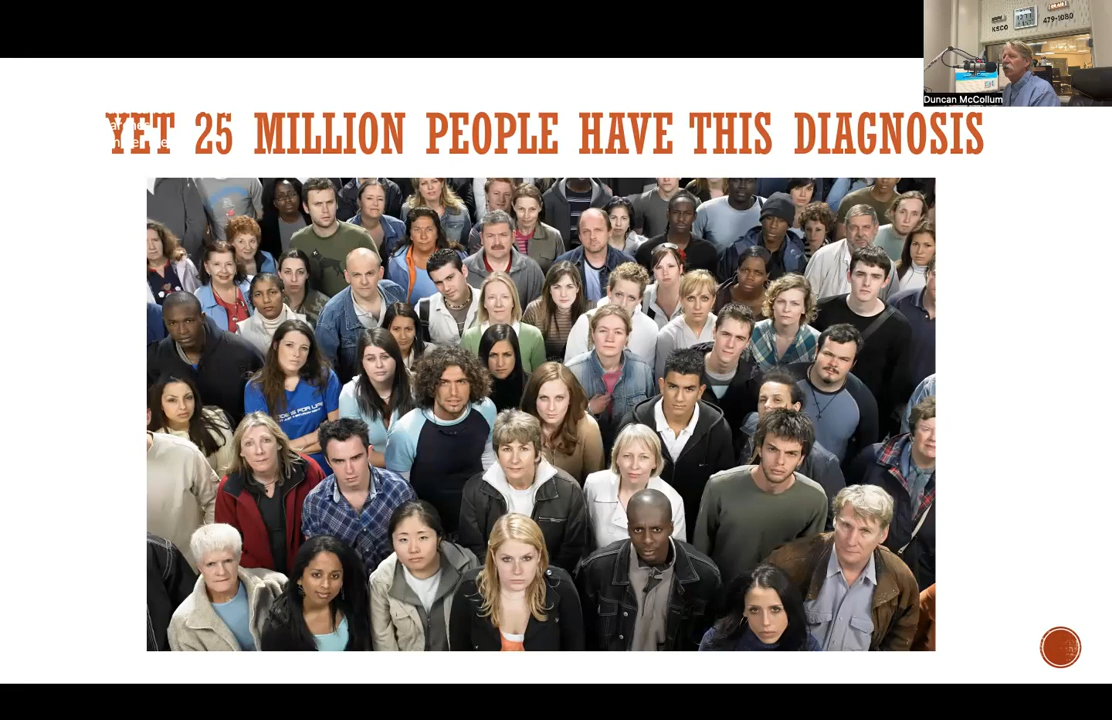 KSCO
479-1080
Duncan McCollum
YET 25 MILLION PEOPLE HAVE THIS DIAGNOSIS